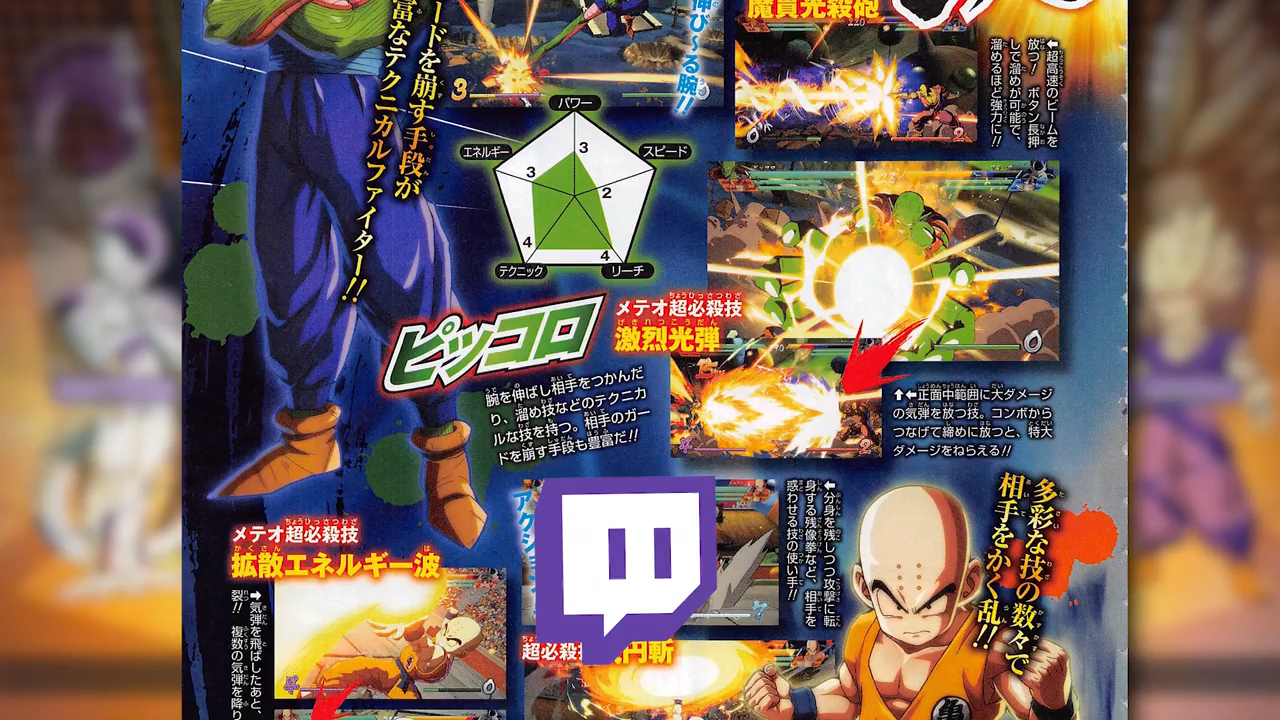 魔貫光殺砲
ードを崩す手段が
富なテクニカルファイター!!
伸び〜る腕!!
3
←超高速のビームを
放つ! ボタン長押
しで溜めが可能で、
溜めるほど強力に!!
パワー
エネルギー
スピード
3
3
2
4
4
テクニック
リーチ
ピッコロ
腕を伸ばし相手をつかんだ
り、溜め技などのテクニカ
ルな技を持つ。相手のガー
ドを崩す手段も豊富だ!!
メテオ超必殺技
激烈光弾
↑←正面中範囲に大ダメージ
の気弾を放つ技。コンボから
つなげて締めに放つと、特大
ダメージをねらえる!!
多彩な技の数々で
相手をかく乱!!
←分身を残しつつ攻撃に転
身する残像拳など、相手を
惑わせる技の使い手!!
メテオ超必殺技
拡散エネルギー波
→気弾を飛ばしたあと、
裂!! 複数の気弾を降り
超必殺技
円斬
亀